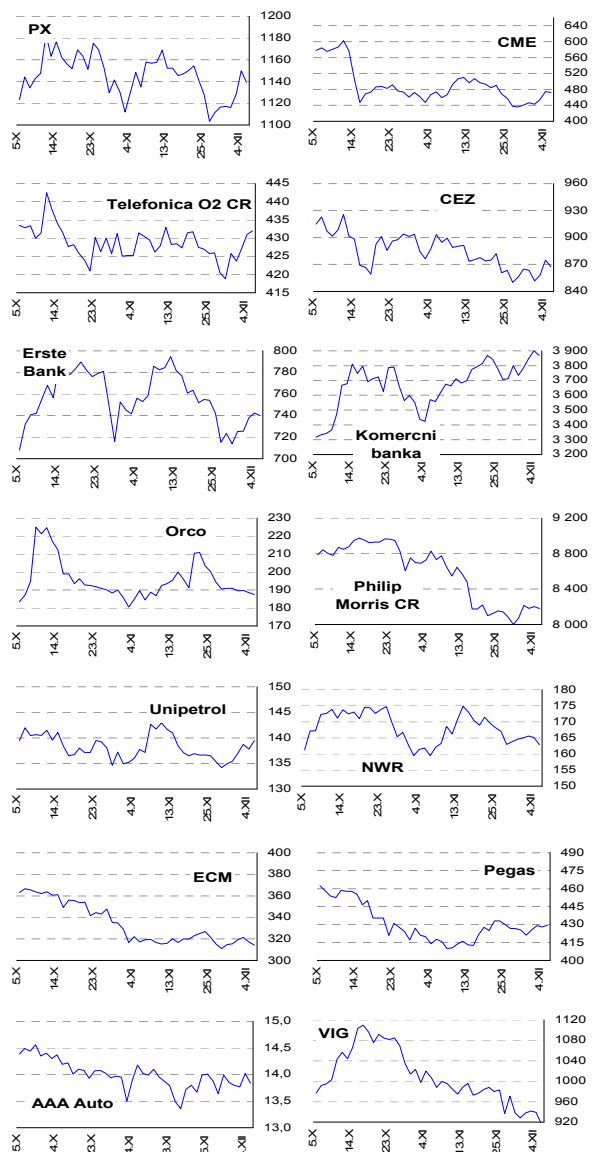 PX
1200
1180
1160
1140
1120
1100
5.X
14.X
23.X
4.XI
13.XI
25.XI
4.XII
CME
640
600
560
520
480
440
400
5.X
14.X
23.X
4.XI
13.XI
25.XI
4.XII
Telefonica O2 CR
445
440
435
430
425
420
415
5.X
14.X
23.X
4.XI
13.XI
25.XI
4.XII
CEZ
960
930
900
870
840
5.X
14.X
23.X
4.XI
13.XI
25.XI
4.XII
Erste
Bank
800
780
760
740
720
700
5.X
14.X
23.X
4.XI
13.XI
25.XI
4.XII
Komercni
banka
3 900
3 800
3 700
3 600
3 500
3 400
3 300
3 200
5.X
14.X
23.X
4.XI
13.XI
25.XI
4.XII
Orco
230
220
210
200
190
180
170
5.X
14.X
23.X
4.XI
13.XI
25.XI
4.XII
Philip
Morris CR
9 200
8 800
8 400
8 000
5.X
14.X
23.X
4.XI
13.XI
25.XI
4.XII
Unipetrol
150
145
140
135
130
5.X
14.X
23.X
4.XI
13.XI
25.XI
4.XII
NWR
180
175
170
165
160
155
150
5.X
14.X
23.X
4.XI
13.XI
25.XI
4.XII
ECM
400
380
360
340
320
300
5.X
14.X
23.X
4.XI
13.XI
25.XI
4.XII
Pegas
490
475
460
445
430
415
400
5.X
14.X
23.X
4.XI
13.XI
25.XI
4.XII
AAA Auto
15,0
14,5
14,0
13,5
13,0
5.X
4.X
3.X
4.XI
VIG
1120
1080
1040
1000
960
920
5.X
14.X
23.X
4.XI
13.XI
25.XI
4.XII